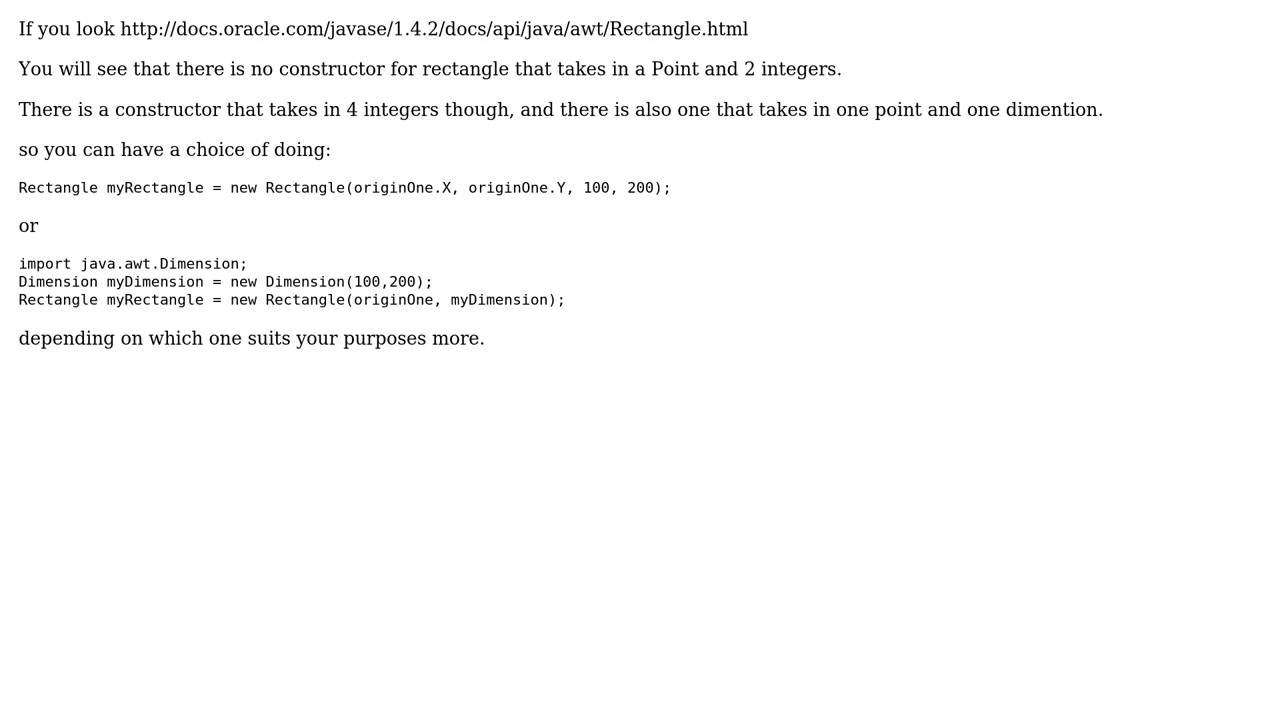 If you look http://docs.oracle.com/javase/1.4.2/docs/api/java/awt/Rectangle.html
You will see that there is no constructor for rectangle that takes in a Point and 2 integers.
There is a constructor that takes in 4 integers though, and there is also one that takes in one point and one dimention.
so you can have a choice of doing:
Rectangle myRectangle = new Rectangle(originOne.X, originOne.Y, 100, 200);
or
import java.awt.Dimension;
Dimension myDimension = new Dimension(100,200);
Rectangle myRectangle = new Rectangle(originOne, myDimension);
depending on which one suits your purposes more.